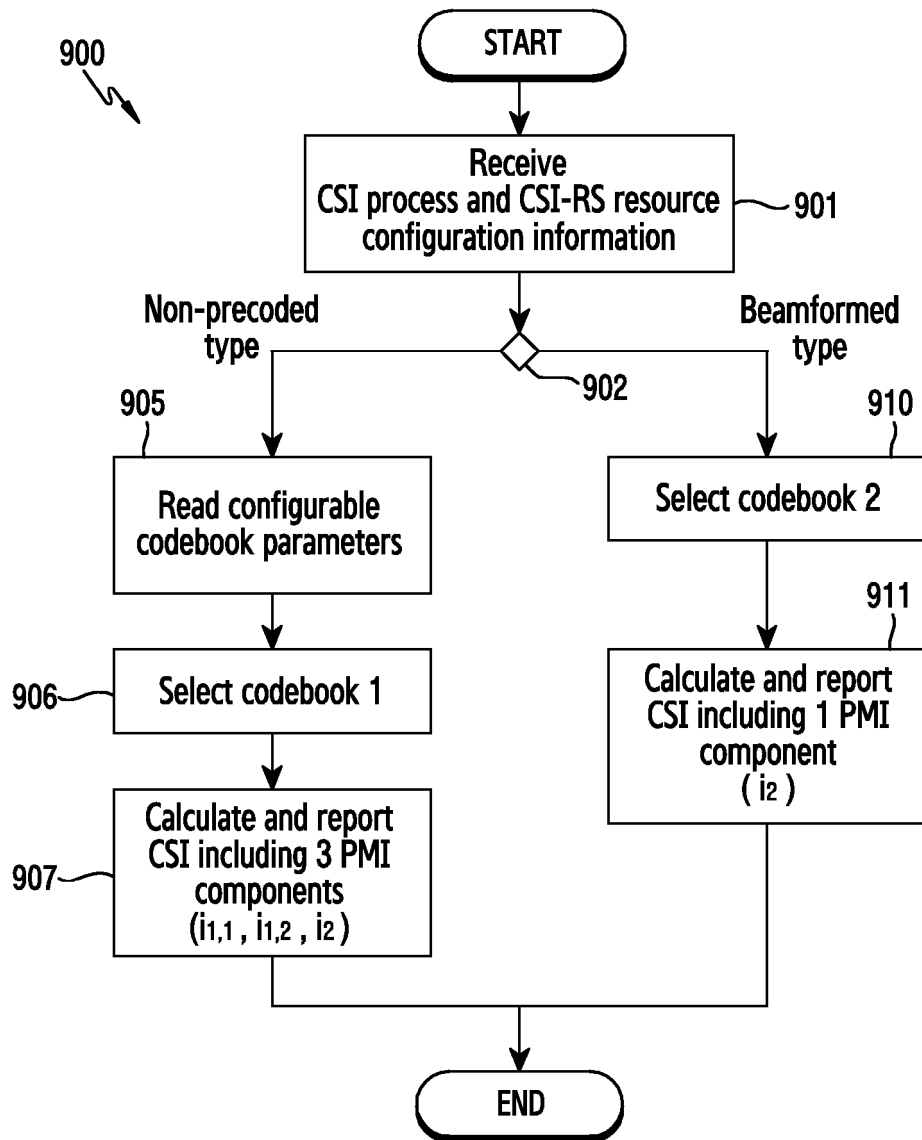 START
900
Receive
CSI process and CSI-RS resource
configuration information
901
Non-precoded
type
Beamformed
type
902
905
Read configurable
codebook parameters
910
Select codebook 2
906
Select codebook 1
911
Calculate and report
CSI including 1 PMI
component
( i2 )
907
Calculate and report
CSI including 3 PMI
components
(i1,1 , i1,2 , i2 )
END